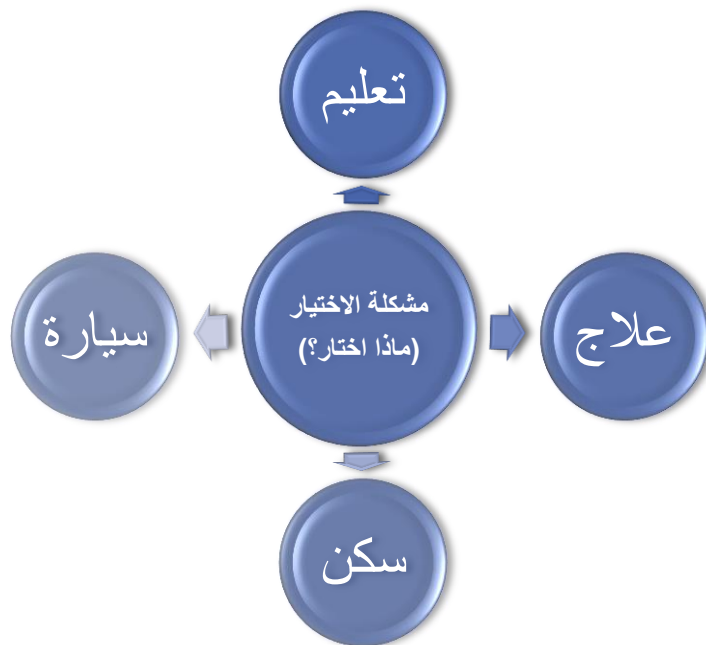 تعليم
مشكلة الاختيار
(ماذا اختار؟)
علاج
سيارة
سكن